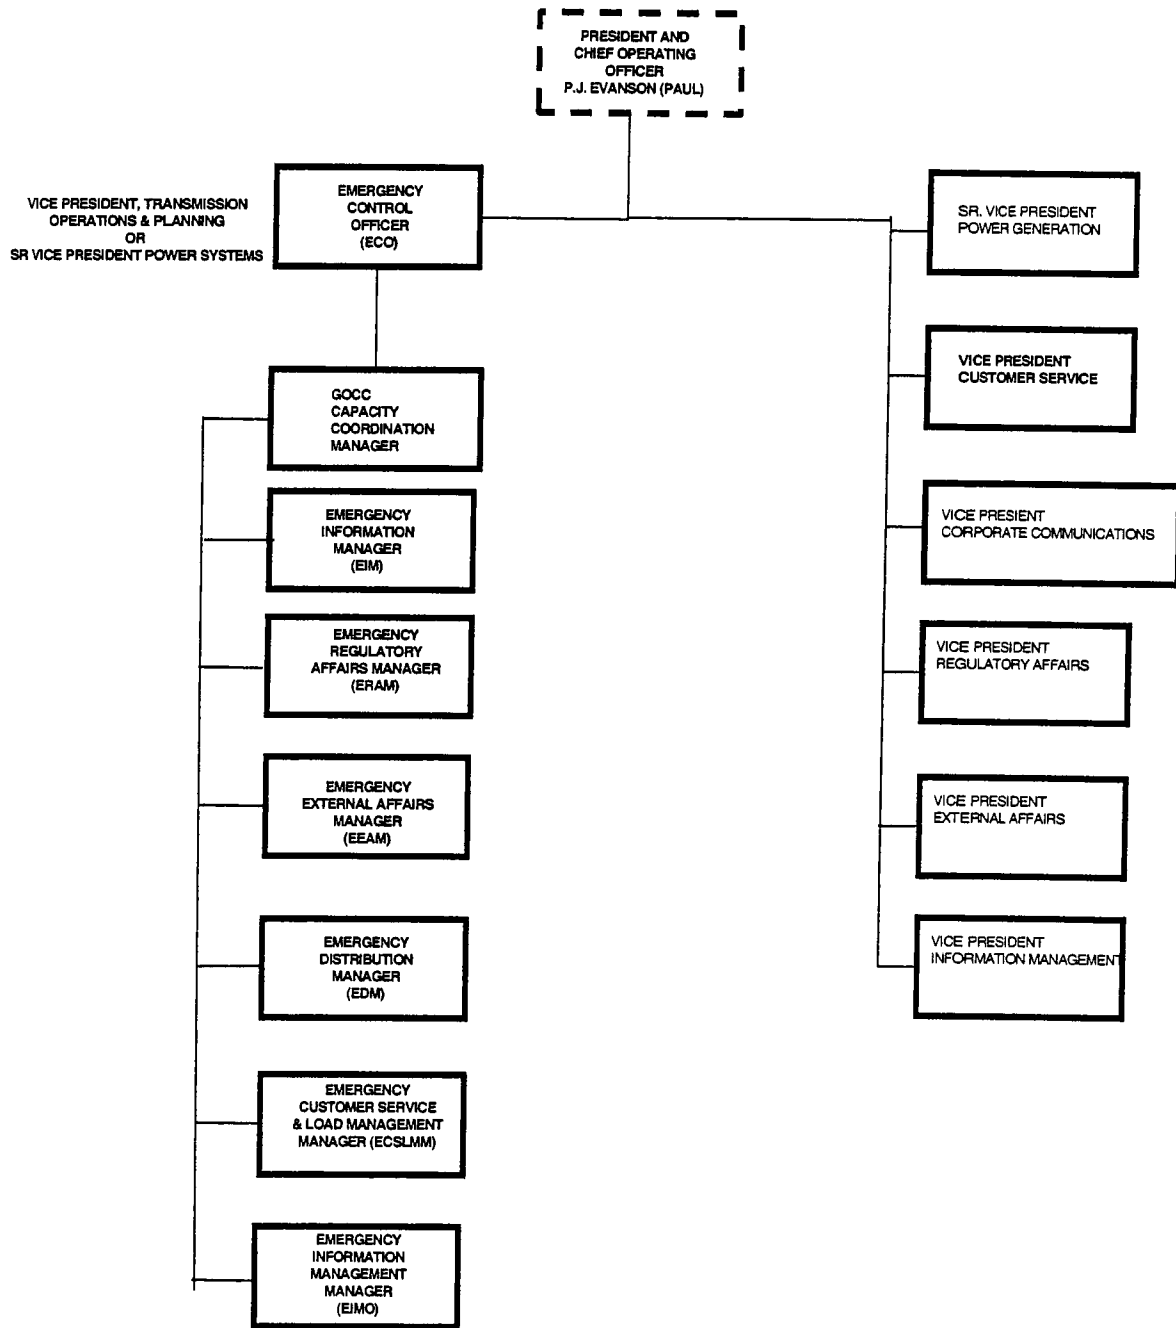 PRESIDENT AND
CHIEF OPERATING
OFFICER
P.J. EVANSON (PAUL)
VICE PRESIDENT, TRANSMISSION
OPERATIONS & PLANNING
OR
SR VICE PRESIDENT POWER SYSTEMS
EMERGENCY
CONTROL
OFFICER
(ECO)
GOCC
CAPACITY
COORDINATION
MANAGER
EMERGENCY
INFORMATION
MANAGER
(EIM)
EMERGENCY
REGULATORY
AFFAIRS MANAGER
(ERAM)
EMERGENCY
EXTERNAL AFFAIRS
MANAGER
(EEAM)
EMERGENCY
DISTRIBUTION
MANAGER
(EDM)
EMERGENCY
CUSTOMER SERVICE
& LOAD MANAGEMENT
MANAGER (ECSLMM)
EMERGENCY
INFORMATION
MANAGEMENT
MANAGER
(EIMO)
SR. VICE PRESIDENT
POWER GENERATION
VICE PRESIDENT
CUSTOMER SERVICE
VICE PRESIENT
CORPORATE COMMUNICATIONS
VICE PRESIDENT
REGULATORY AFFAIRS
VICE PRESIDENT
EXTERNAL AFFAIRS
VICE PRESIDENT
INFORMATION MANAGEMENT